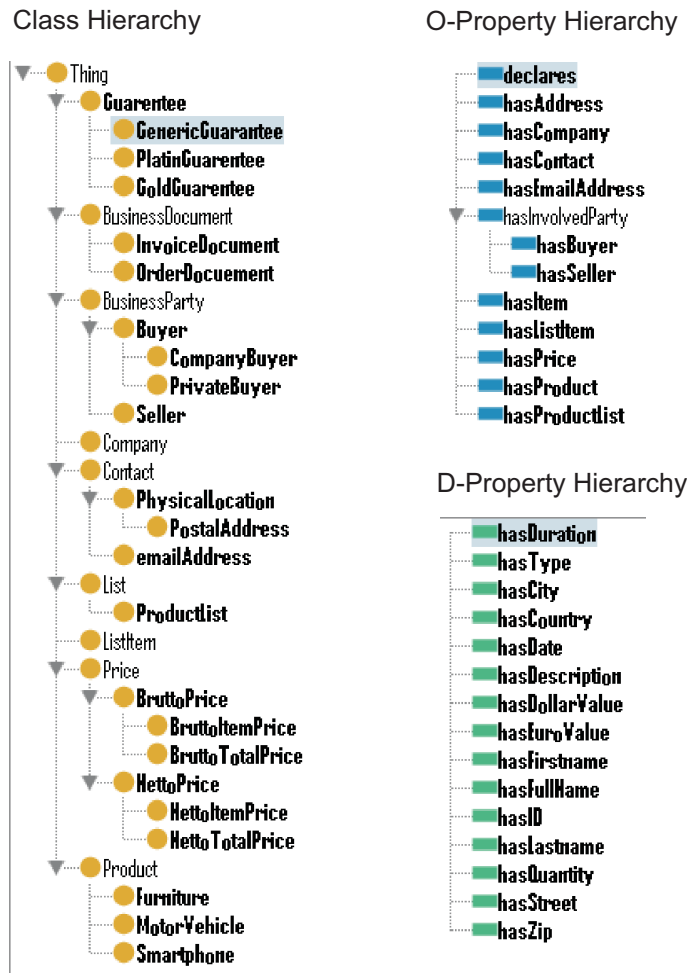 Class Hierarchy
Thing
Guarentee
GenericGuarantee
PlatinGuarentee
GoldGuarentee
BusinessDocument
InvoiceDocument
OrderDocuement
BusinessParty
Buyer
CompanyBuyer
PrivateBuyer
Seller
Company
Contact
PhysicalLocation
PostalAddress
emailAddress
List
ProductList
ListItem
Price
BruttoPrice
BruttoItemPrice
BruttoTotalPrice
NettoPrice
NettoItemPrice
NettoTotalPrice
Product
Furniture
MotorVehicle
Smartphone
O-Property Hierarchy
declares
hasAddress
hasCompany
hasContact
hasEmailAddress
hasInvolvedParty
hasBuyer
hasSeller
hasItem
hasListItem
hasPrice
hasProduct
hasProductList
D-Property Hierarchy
hasDuration
hasType
hasCity
hasCountry
hasDate
hasDescription
hasDollarValue
hasEuroValue
hasFirstname
hasFullName
hasID
hasLastname
hasQuantity
hasStreet
hasZip